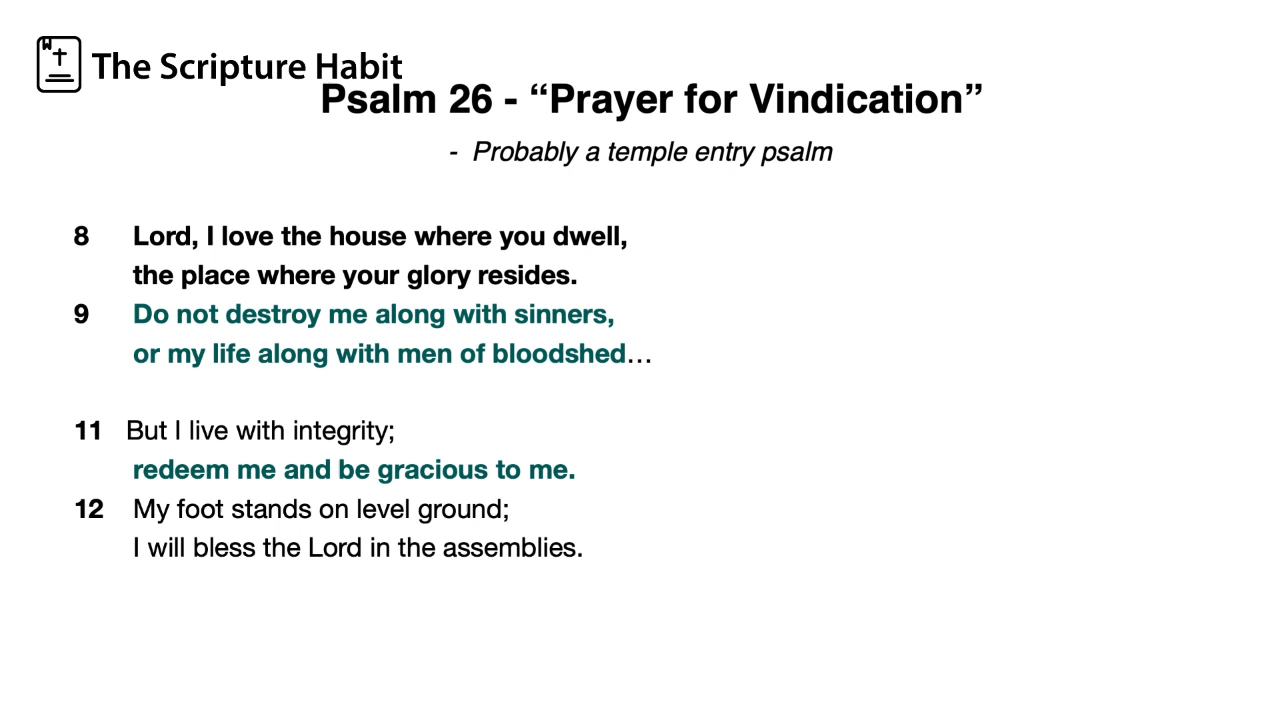 The Scripture Habit
Psalm 26 - “Prayer for Vindication”
- Probably a temple entry psalm
8 Lord, I love the house where you dwell,
the place where your glory resides.
9 Do not destroy me along with sinners,
or my life along with men of bloodshed…
11 But I live with integrity;
redeem me and be gracious to me.
12 My foot stands on level ground;
I will bless the Lord in the assemblies.